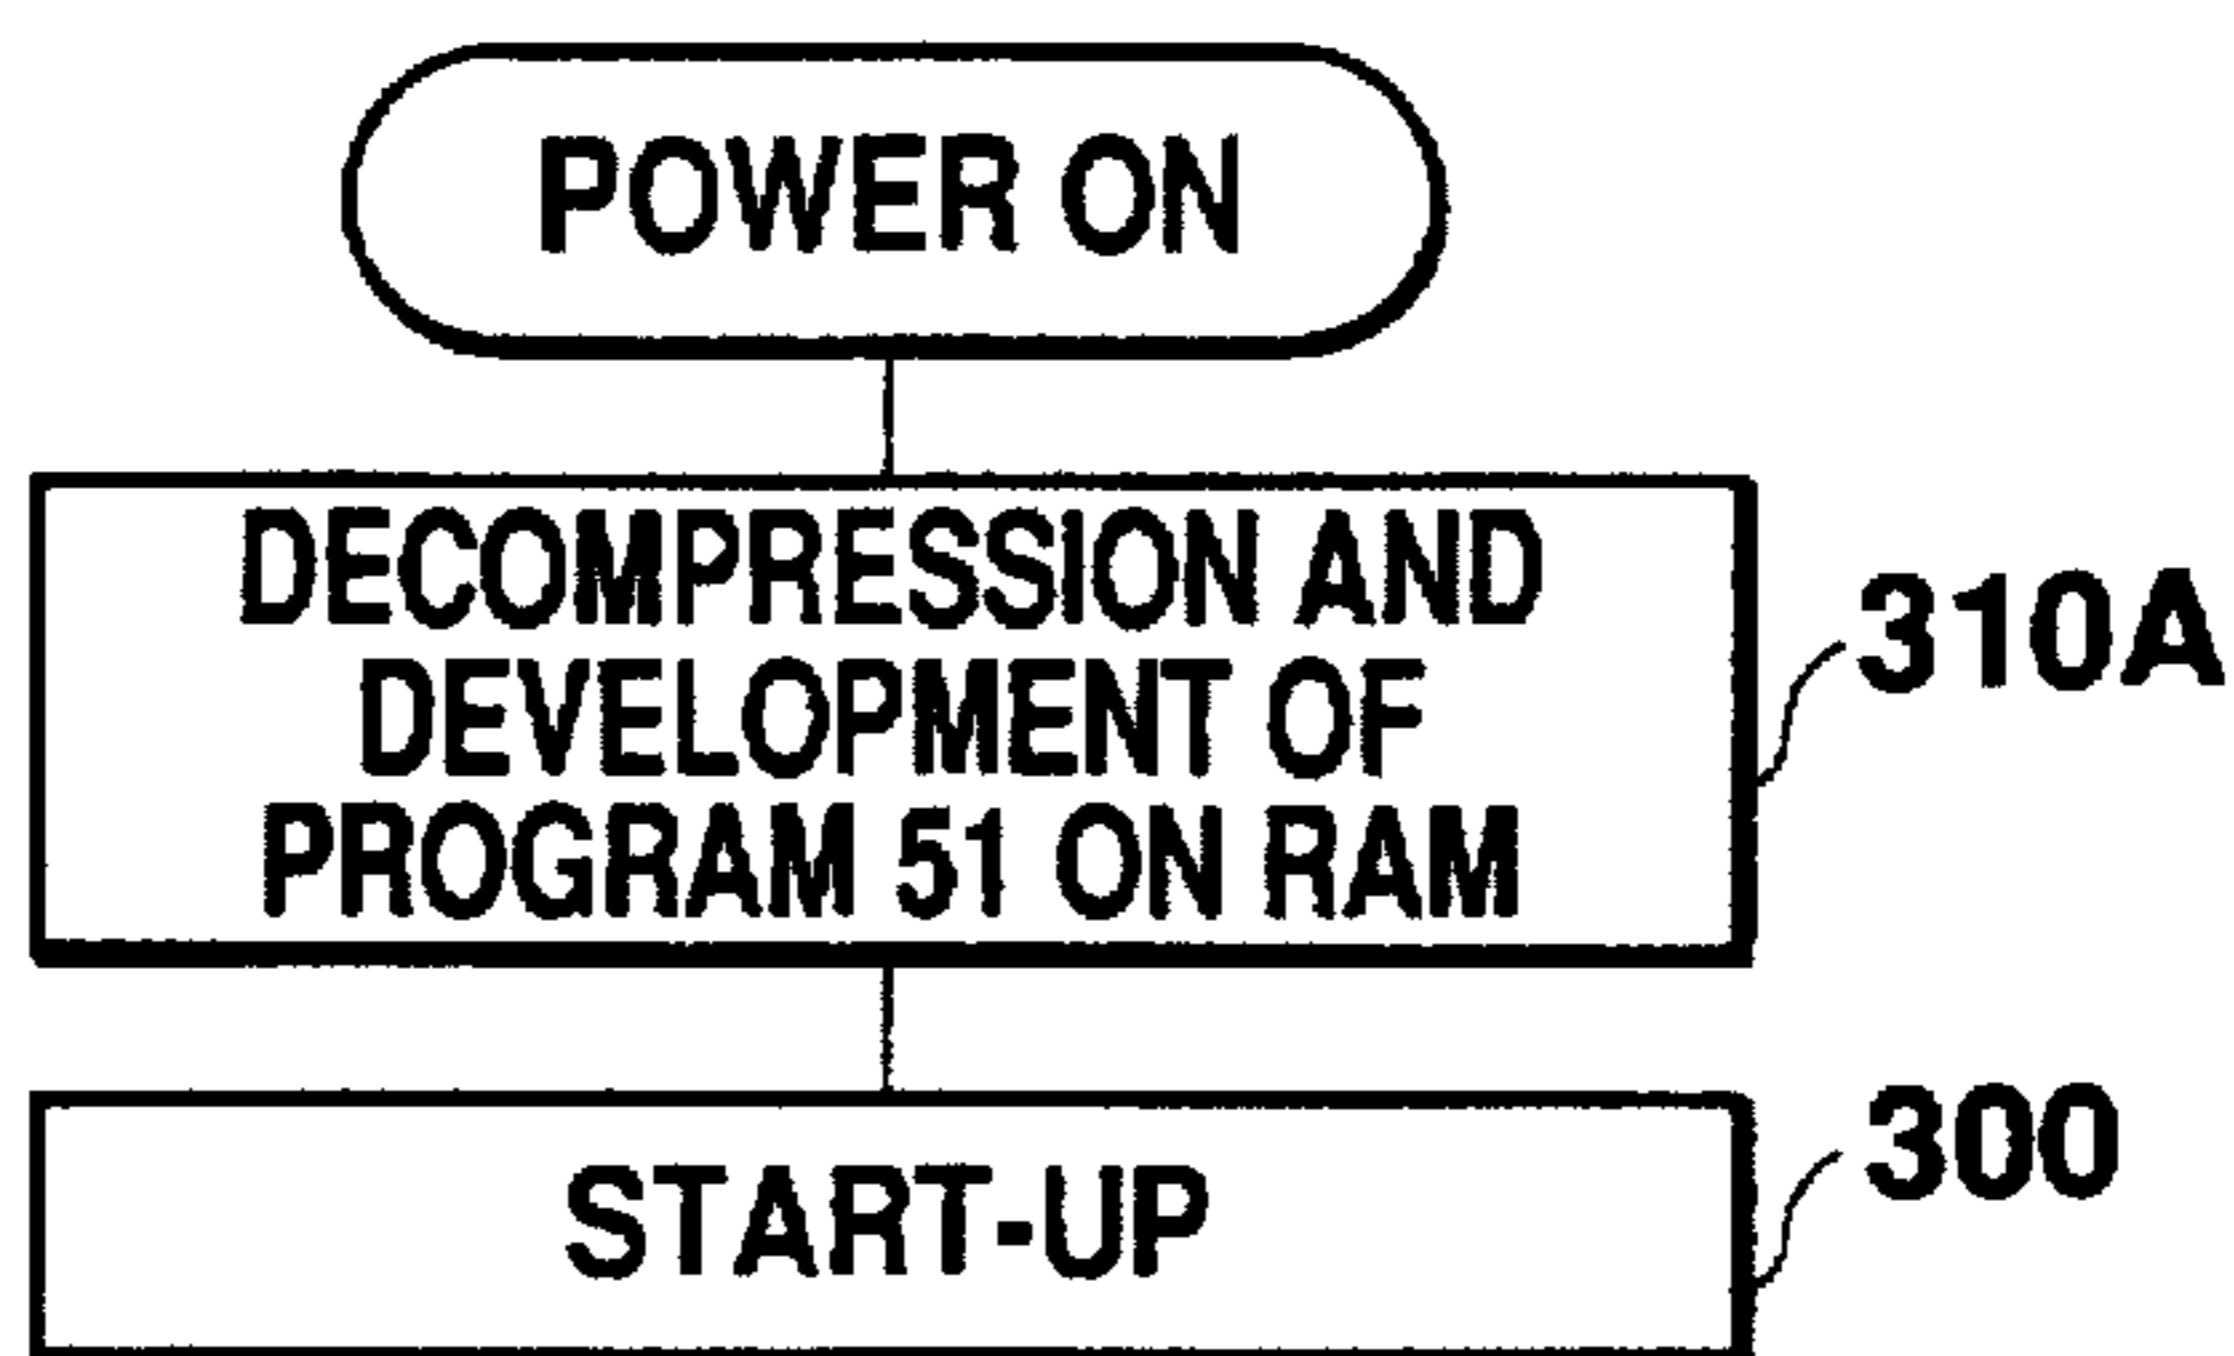 POWER ON
DECOMPRESSION AND
DEVELOPMENT OF
PROGRAM 51 ON RAM
310A
START-UP
300